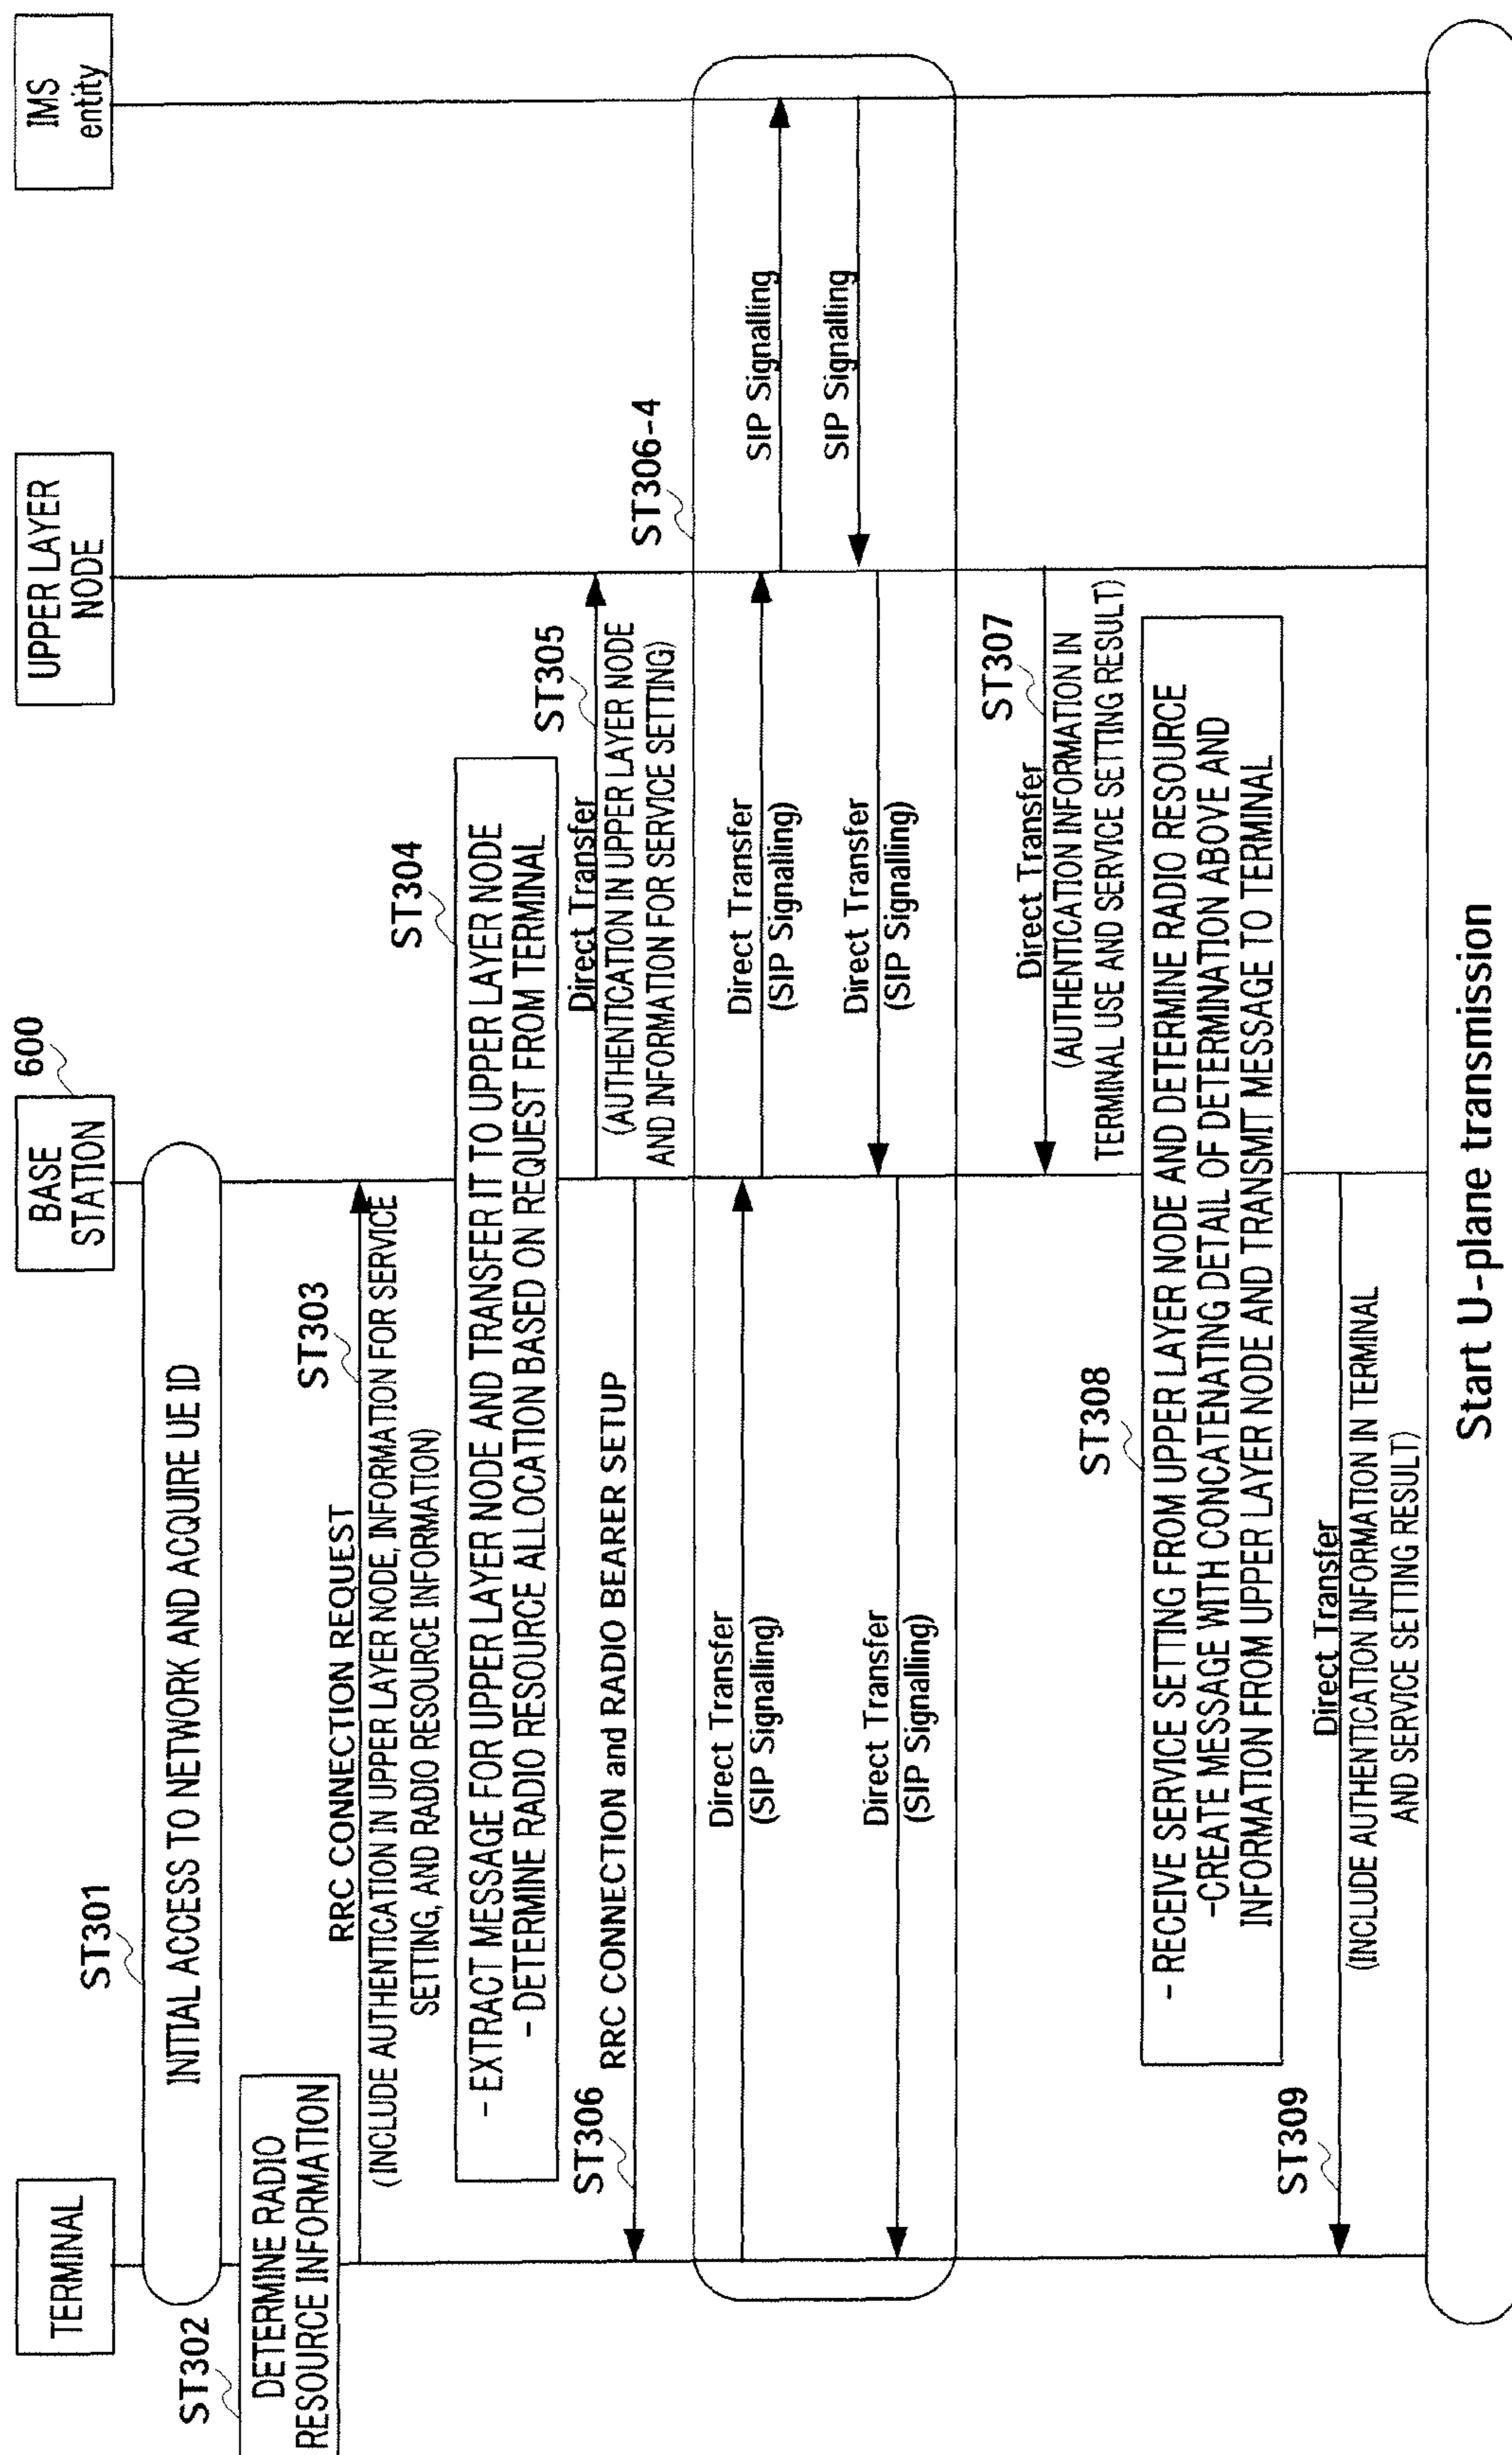 TERMINAL
BASE
STATION
600
UPPER LAYER
NODE
IMS
entity
ST301
INITIAL ACCESS TO NETWORK AND ACQUIRE UE ID
ST302
DETERMINE RADIO
RESOURCE INFORMATION
ST303
RRC CONNECTION REQUEST
(INCLUDE AUTHENTICATION IN UPPER LAYER NODE, INFORMATION FOR SERVICE
SETTING, AND RADIO RESOURCE INFORMATION)
ST304
- EXTRACT MESSAGE FOR UPPER LAYER NODE AND TRANSFER IT TO UPPER LAYER NODE
- DETERMINE RADIO RESOURCE ALLOCATION BASED ON REQUEST FROM TERMINAL
ST305
Direct Transfer
(AUTHENTICATION IN UPPER LAYER NODE
AND INFORMATION FOR SERVICE SETTING)
ST306
RRC CONNECTION and RADIO BEARER SETUP
ST306-4
Direct Transfer
(SIP Signalling)
Direct Transfer
(SIP Signalling)
SIP Signalling
SIP Signalling
Direct Transfer
(SIP Signalling)
Direct Transfer
(SIP Signalling)
ST307
Direct Transfer
(AUTHENTICATION INFORMATION IN
TERMINAL USE AND SERVICE SETTING RESULT)
ST308
- RECEIVE SERVICE SETTING FROM UPPER LAYER NODE AND DETERMINE RADIO RESOURCE
-CREATE MESSAGE WITH CONCATENATING DETAIL OF DETERMINATION ABOVE AND
INFORMATION FROM UPPER LAYER NODE AND TRANSMIT MESSAGE TO TERMINAL
ST309
Direct Transfer
(INCLUDE AUTHENTICATION INFORMATION IN TERMINAL
AND SERVICE SETTING RESULT)
Start U-plane transmission